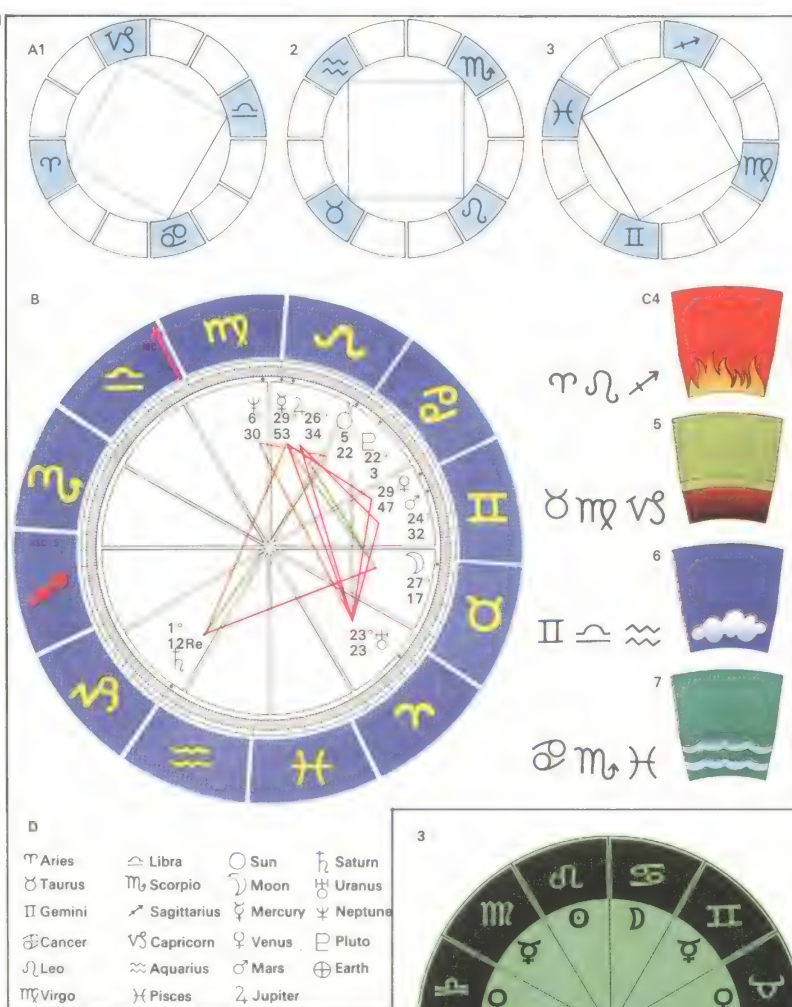 A1
2
3
♑
♎
♈
♋
♒
♏
♉
♌
♐
♓
♍
♊
B
C4
♈ ♌ ♐
5
♉ ♍ ♑
6
♊ ♎ ♒
7
♋ ♏ ♓
♍ ♌
♎ ♋
♏ ♊
♐ ♉
♑ ♈
♒ ♓
♆ ☿ ♃
6 29 26
30 53 34
5
22
♇
22
3
29
47
♀
♂
24
32
☽
27
17
23° ♅
23
1°
12Re
♄
D
♈ Aries
♉ Taurus
♊ Gemini
♋ Cancer
♌ Leo
♍ Virgo
♎ Libra
♏ Scorpio
♐ Sagittarius
♑ Capricorn
♒ Aquarius
♓ Pisces
○ Sun
☽ Moon
☿ Mercury
♀ Venus
♂ Mars
♃ Jupiter
♄ Saturn
♅ Uranus
♆ Neptune
♇ Pluto
⊕ Earth
3
♌ ♋
♍ ♊
♎ ♉
☉ ☽
☿ ☿
♀ ♀